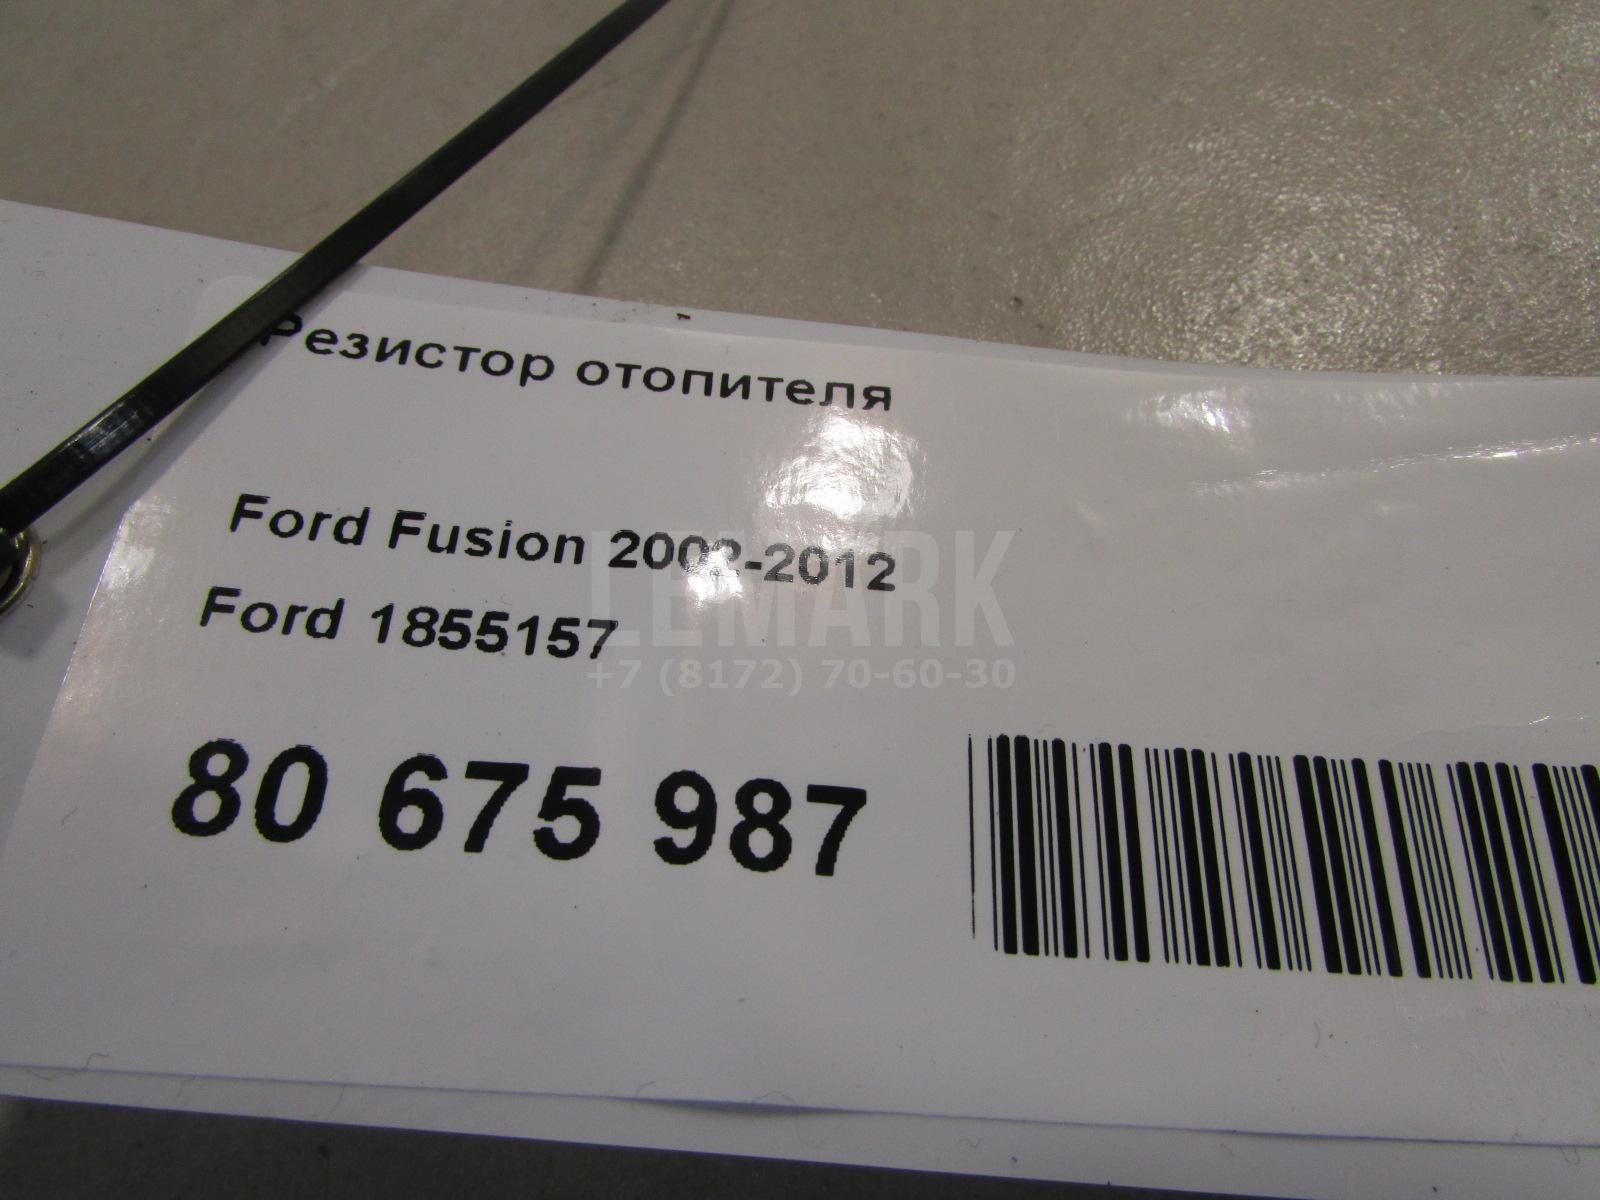 Резистор отопителя
Ford Fusion 2002-2012
Ford 1855157
LEMARK
+7 (8172) 70-60-30
80 675 987